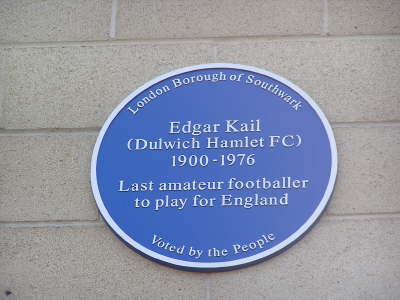 London Borough of Southwark
Edgar Kail
(Dulwich Hamlet FC)
1900-1976
Last amateur footballer
to play for England
Voted by the People